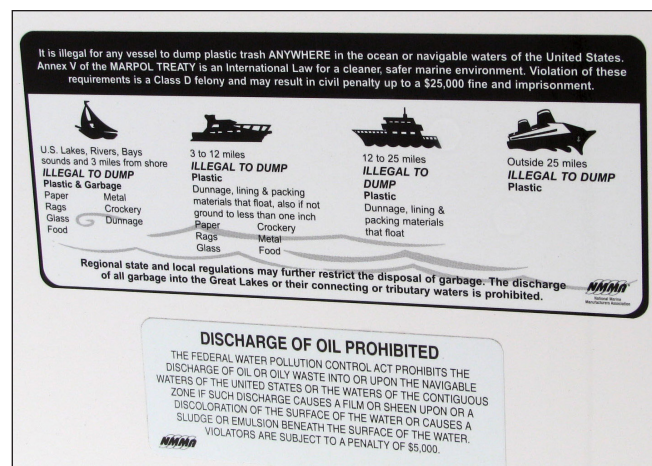 It is illegal for any vessel to dump plastic trash ANYWHERE in the ocean or navigable waters of the United States.
Annex V of the MARPOL TREATY is an International Law for a cleaner, safer marine environment. Violation of these
requirements is a Class D felony and may result in civil penalty up to a $25,000 fine and imprisonment.
U.S. Lakes, Rivers, Bays
sounds and 3 miles from shore
ILLEGAL TO DUMP
Plastic & Garbage
Paper Metal
Rags Crockery
Glass Dunnage
Food
3 to 12 miles
ILLEGAL TO DUMP
Plastic
Dunnage, lining & packing
materials that float, also if not
ground to less than one inch
Paper Crockery
Rags Metal
Glass Food
12 to 25 miles
ILLEGAL TO
DUMP
Plastic
Dunnage, lining &
packing materials
that float
Outside 25 miles
ILLEGAL TO DUMP
Plastic
Regional state and local regulations may further restrict the disposal of garbage. The discharge
of all garbage into the Great Lakes or their connecting or tributary waters is prohibited.
NMMA
National Marine
Manufacturers Association
DISCHARGE OF OIL PROHIBITED
THE FEDERAL WATER POLLUTION CONTROL ACT PROHIBITS THE
DISCHARGE OF OIL OR OILY WASTE INTO OR UPON THE NAVIGABLE
WATERS OF THE UNITED STATES OR THE WATERS OF THE CONTIGUOUS
ZONE IF SUCH DISCHARGE CAUSES A FILM OR SHEEN UPON OR A
DISCOLORATION OF THE SURFACE OF THE WATER OR CAUSES A
SLUDGE OR EMULSION BENEATH THE SURFACE OF THE WATER.
VIOLATORS ARE SUBJECT TO A PENALTY OF $5,000.
NMMA